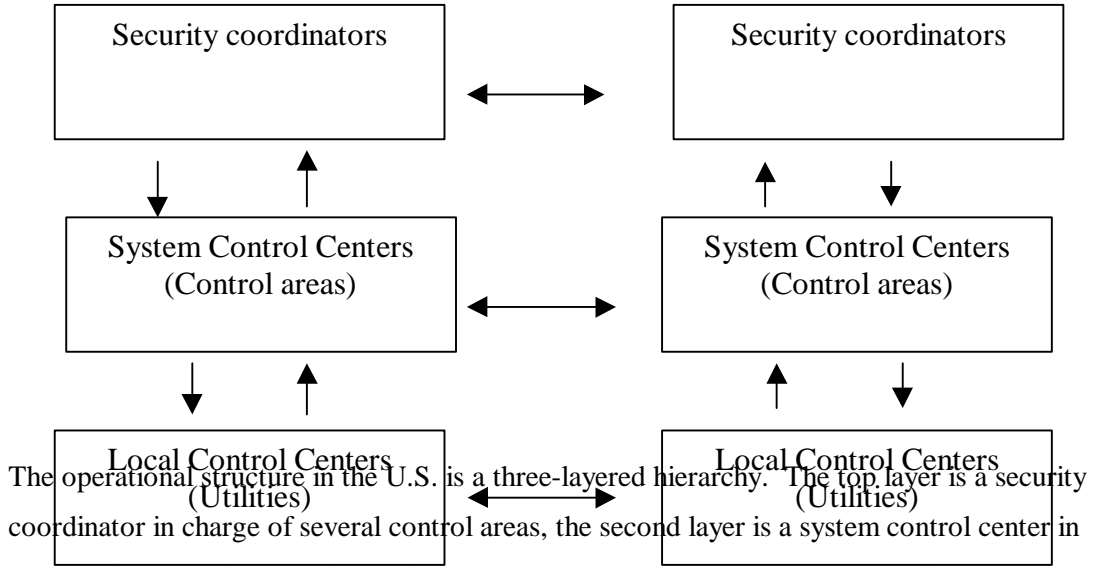 Security coordinators
Security coordinators
System Control Centers
(Control areas)
System Control Centers
(Control areas)
Local Control Centers
(Utilities)
Local Control Centers
(Utilities)
The operational structure in the U.S. is a three-layered hierarchy. The top layer is a security
coordinator in charge of several control areas, the second layer is a system control center in